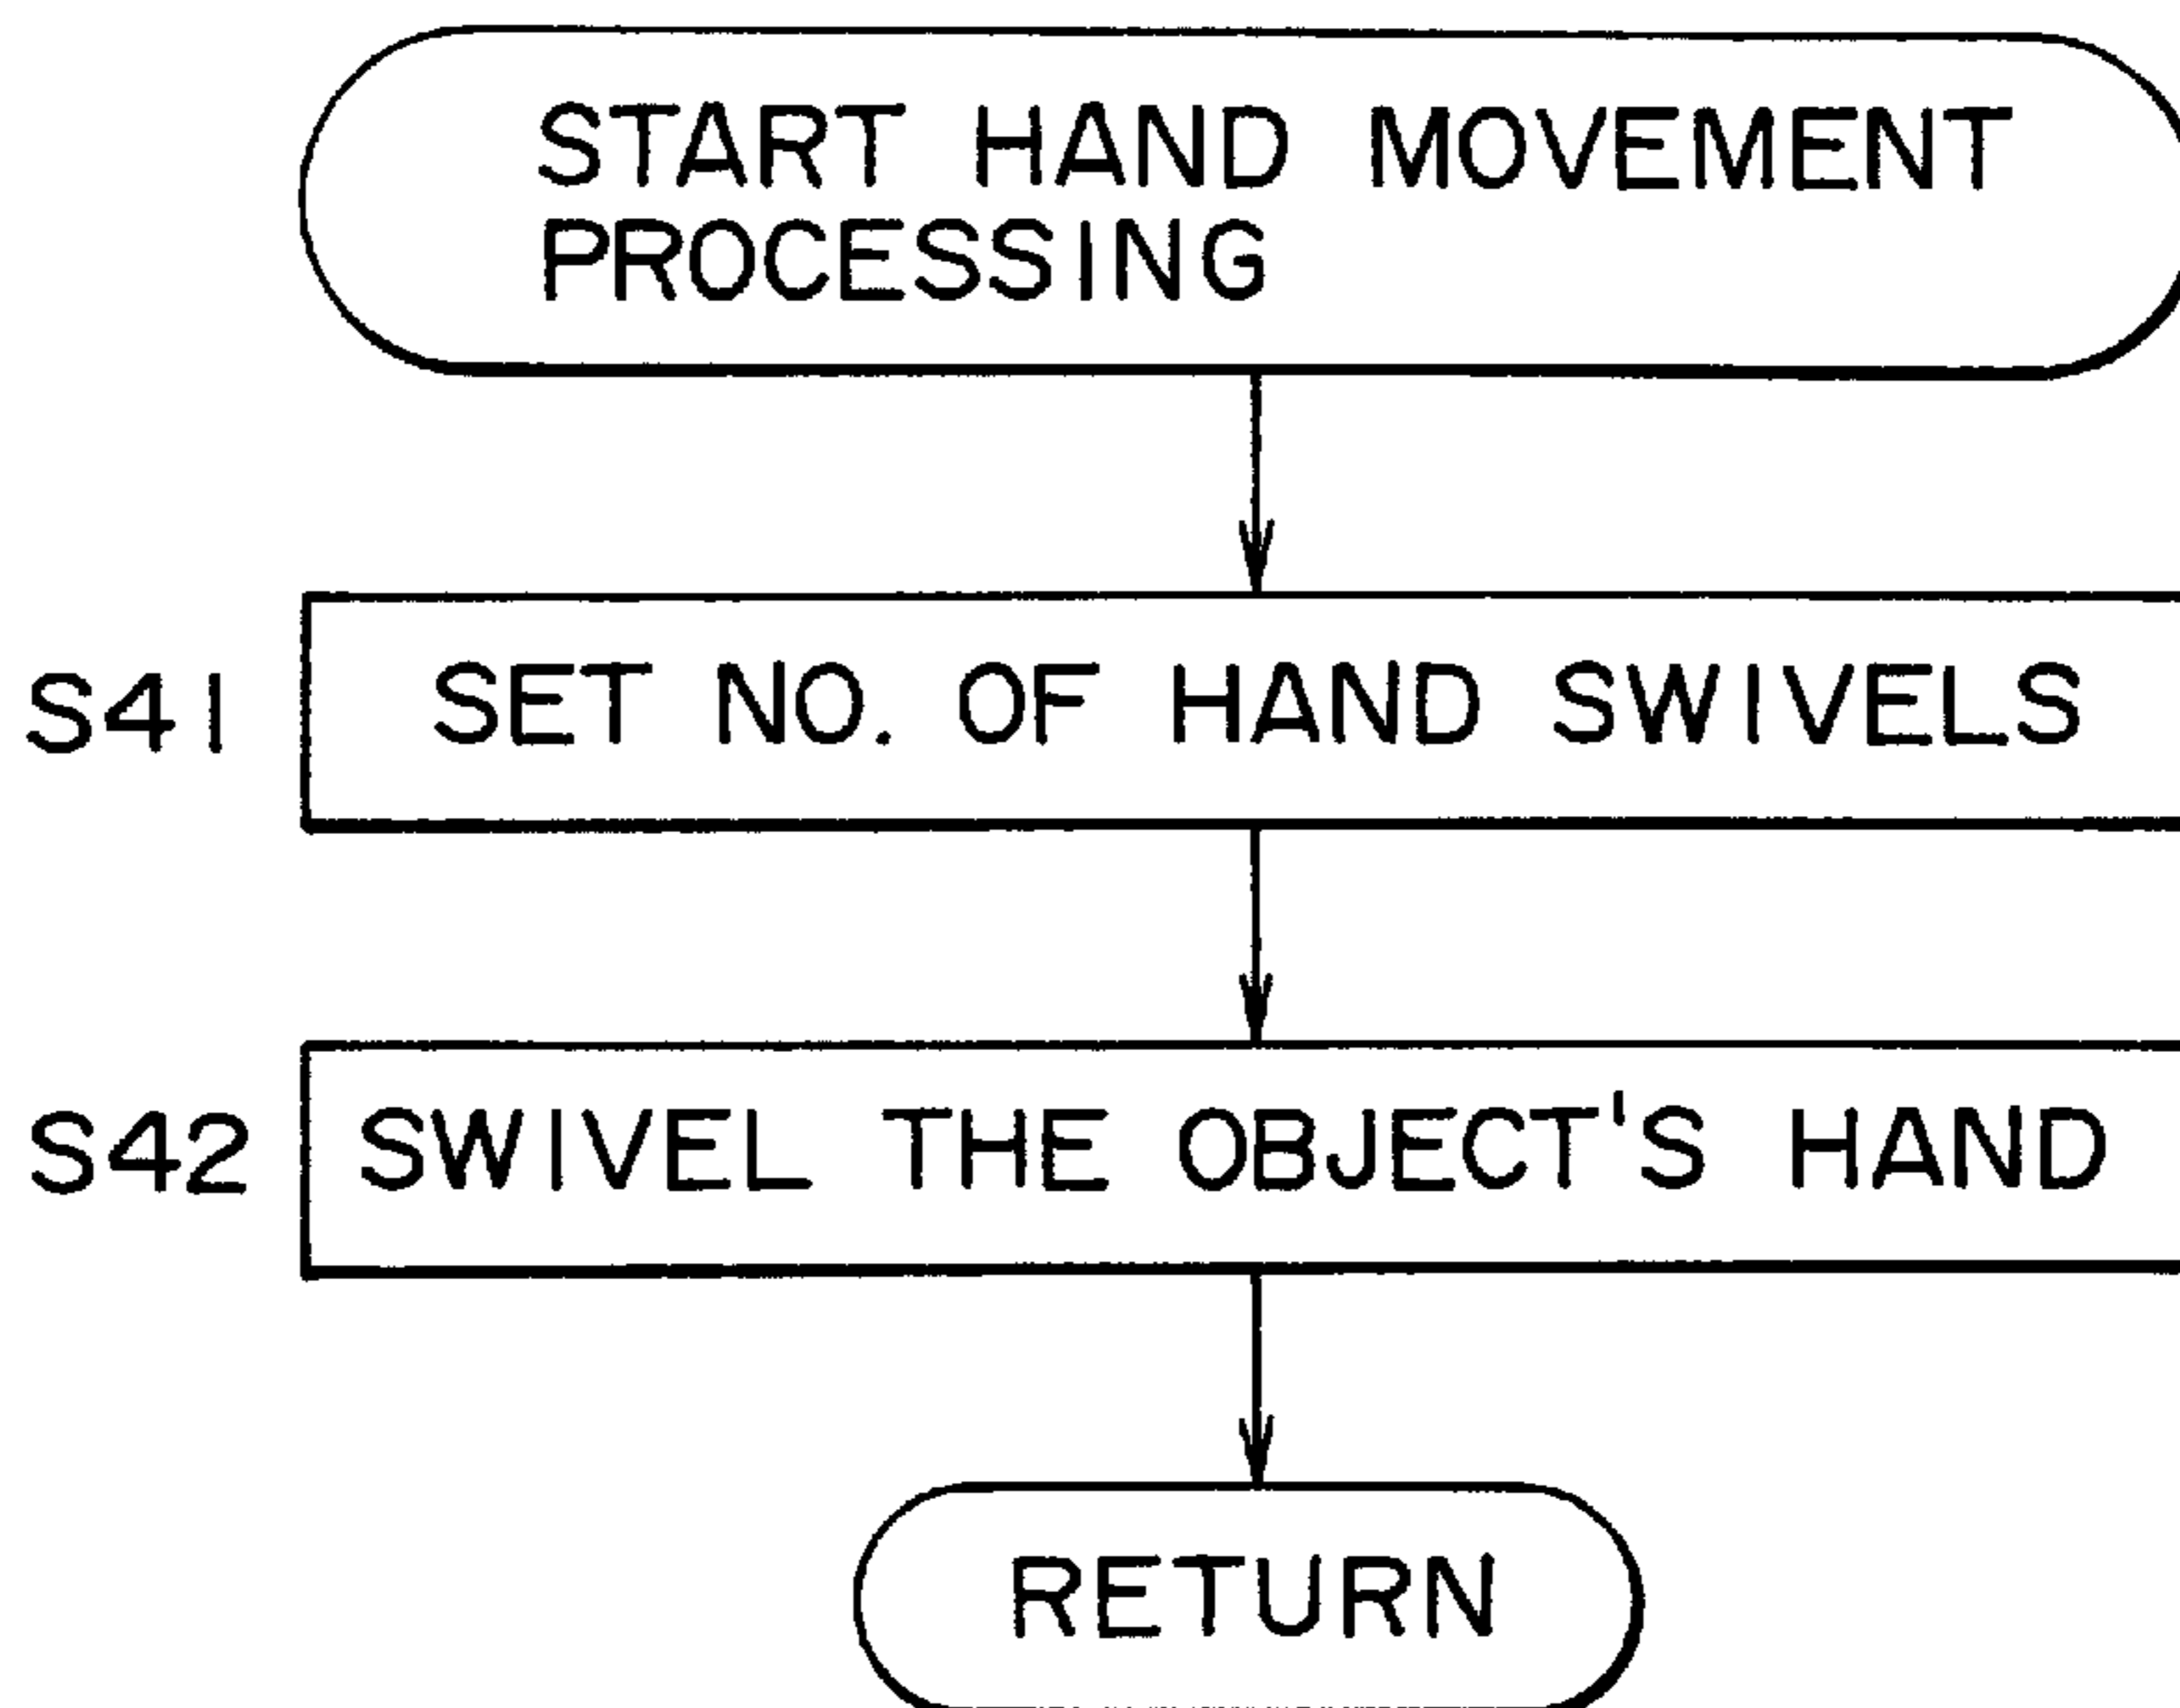 START HAND MOVEMENT
PROCESSING
S41 SET NO. OF HAND SWIVELS
S42 SWIVEL THE OBJECT'S HAND
RETURN